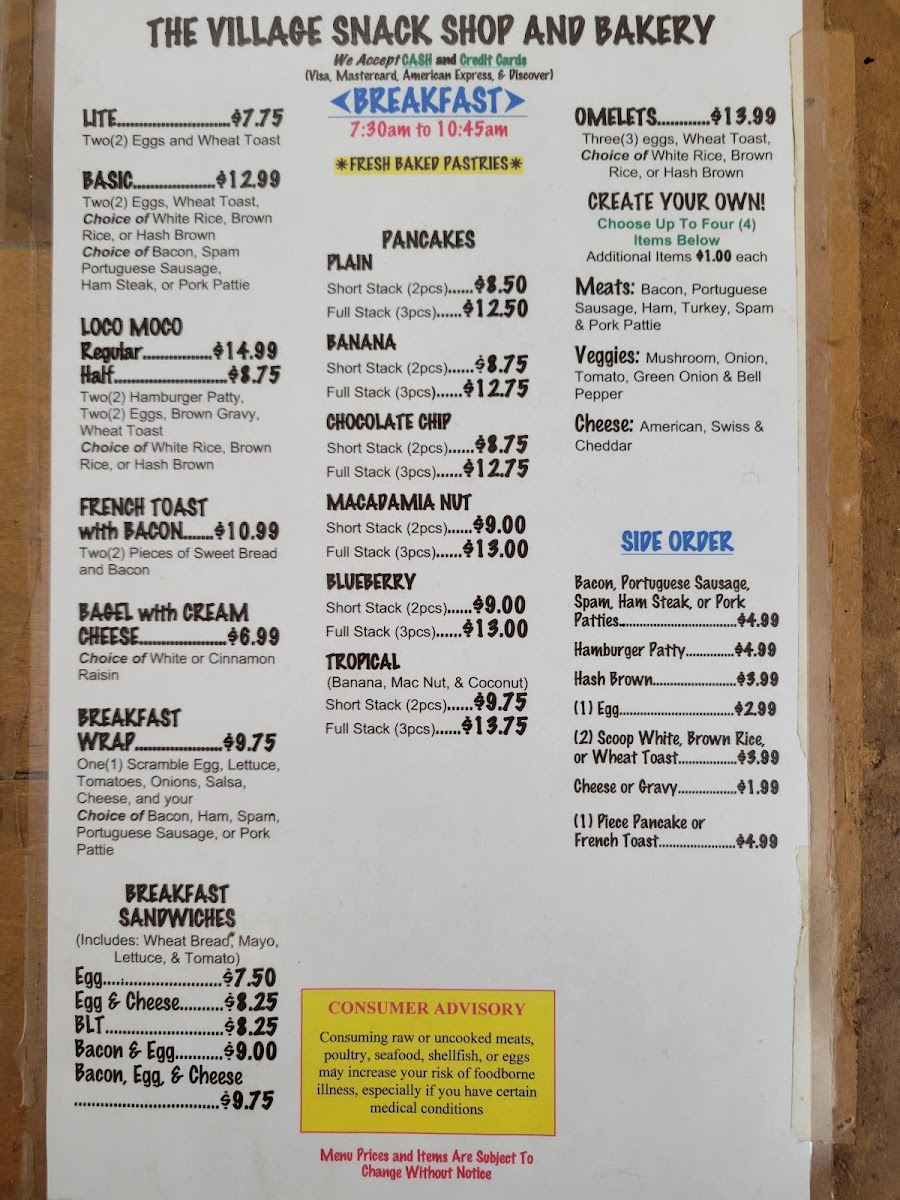 THE VILLAGE SNACK SHOP AND BAKERY
We Accept CASH and Credit Cards
(Visa, Mastercard, American Express, & Discover)
<BREAKFAST>
7:30am to 10:45am
*FRESH BAKED PASTRIES*
LITE............................$7.75
Two(2) Eggs and Wheat Toast
BASIC....................$12.99
Two(2) Eggs, Wheat Toast,
Choice of White Rice, Brown
Rice, or Hash Brown
Choice of Bacon, Spam
Portuguese Sausage,
Ham Steak, or Pork Pattie
LOCO MOCO
Regular.................$14.99
Half............................$8.75
Two(2) Hamburger Patty,
Two(2) Eggs, Brown Gravy,
Wheat Toast
Choice of White Rice, Brown
Rice, or Hash Brown
FRENCH TOAST
with BACON.......$10.99
Two(2) Pieces of Sweet Bread
and Bacon
BAGEL with CREAM
CHEESE.....................$6.99
Choice of White or Cinnamon
Raisin
BREAKFAST
WRAP.....................$9.75
One(1) Scramble Egg, Lettuce,
Tomatoes, Onions, Salsa,
Cheese, and your
Choice of Bacon, Ham, Spam,
Portuguese Sausage, or Pork
Pattie
BREAKFAST
SANDWICHES
(Includes: Wheat Bread, Mayo,
Lettuce, & Tomato)
Egg.............................$7.50
Egg & Cheese..........$8.25
BLT.............................$8.25
Bacon & Egg...........$9.00
Bacon, Egg, & Cheese
...................................$9.75
PANCAKES
PLAIN
Short Stack (2pcs)......$8.50
Full Stack (3pcs)......$12.50
BANANA
Short Stack (2pcs)......$8.75
Full Stack (3pcs)......$12.75
CHOCOLATE CHIP
Short Stack (2pcs)......$8.75
Full Stack (3pcs)......$12.75
MACADAMIA NUT
Short Stack (2pcs)......$9.00
Full Stack (3pcs)......$13.00
BLUEBERRY
Short Stack (2pcs)......$9.00
Full Stack (3pcs)......$13.00
TROPICAL
(Banana, Mac Nut, & Coconut)
Short Stack (2pcs)......$9.75
Full Stack (3pcs)......$13.75
OMELETS............$13.99
Three(3) eggs, Wheat Toast,
Choice of White Rice, Brown
Rice, or Hash Brown
CREATE YOUR OWN!
Choose Up To Four (4)
Items Below
Additional Items $1.00 each
Meats: Bacon, Portuguese
Sausage, Ham, Turkey, Spam
& Pork Pattie
Veggies: Mushroom, Onion,
Tomato, Green Onion & Bell
Pepper
Cheese: American, Swiss &
Cheddar
SIDE ORDER
Bacon, Portuguese Sausage,
Spam, Ham Steak, or Pork
Patties............................$4.99
Hamburger Patty..............$4.99
Hash Brown.....................$3.99
(1) Egg.............................$2.99
(2) Scoop White, Brown Rice,
or Wheat Toast.................$3.99
Cheese or Gravy...............$1.99
(1) Piece Pancake or
French Toast......................$4.99
CONSUMER ADVISORY
Consuming raw or uncooked meats,
poultry, seafood, shellfish, or eggs
may increase your risk of foodborne
illness, especially if you have certain
medical conditions
Menu Prices and Items Are Subject To
Change Without Notice